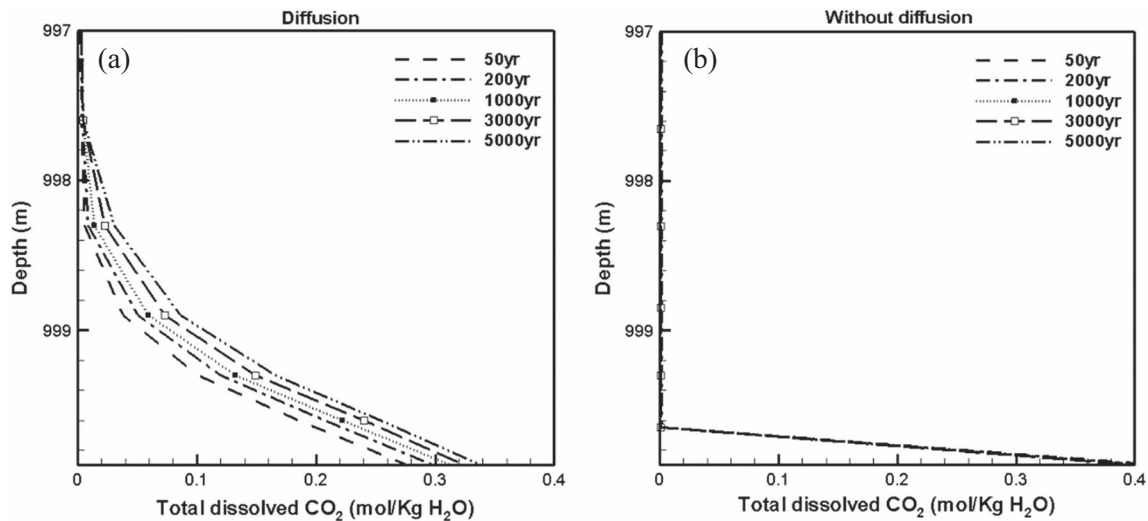 Diffusion
997
(a)
50yr
200yr
1000yr
3000yr
5000yr
998
Depth (m)
999
0 0.1 0.2 0.3 0.4
Total dissolved CO₂ (mol/Kg H₂O)
Without diffusion
997
(b)
50yr
200yr
1000yr
3000yr
5000yr
998
Depth (m)
999
0 0.1 0.2 0.3 0.4
Total dissolved CO₂ (mol/Kg H₂O)